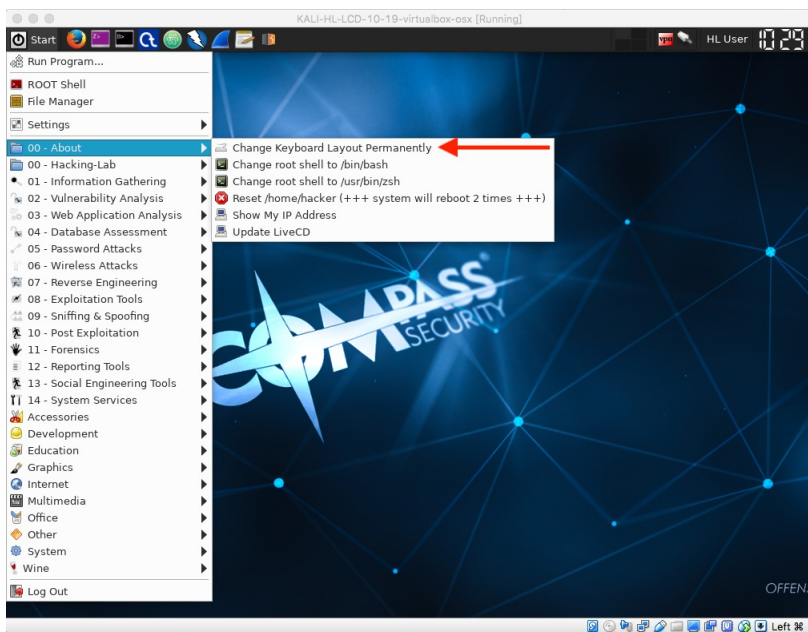 KALI-HL-LCD-10-19-virtualbox-osx [Running]
Start
vpn
HL User
10 29
Run Program...
ROOT Shell
File Manager
Settings
00 - About
00 - Hacking-Lab
01 - Information Gathering
02 - Vulnerability Analysis
03 - Web Application Analysis
04 - Database Assessment
05 - Password Attacks
06 - Wireless Attacks
07 - Reverse Engineering
08 - Exploitation Tools
09 - Sniffing & Spoofing
10 - Post Exploitation
11 - Forensics
12 - Reporting Tools
13 - Social Engineering Tools
14 - System Services
Accessories
Development
Education
Graphics
Internet
Multimedia
Office
Other
System
Wine
Log Out
Change Keyboard Layout Permanently
Change root shell to /bin/bash
Change root shell to /usr/bin/zsh
Reset /home/hacker (+++ system will reboot 2 times +++)
Show My IP Address
Update LiveCD
COMPASS
SECURITY
OFFEN
Left ⌘